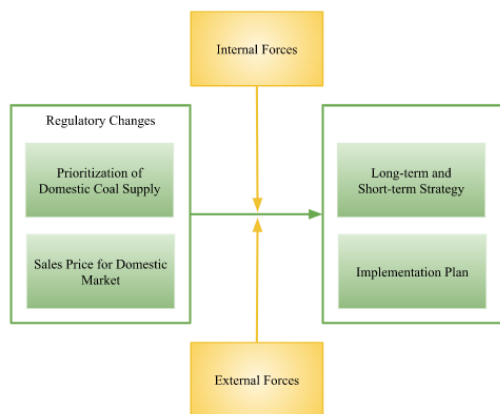 Internal Forces
Regulatory Changes
Prioritization of
Domestic Coal Supply
Sales Price for Domestic
Market
Long-term and
Short-term Strategy
Implementation Plan
External Forces